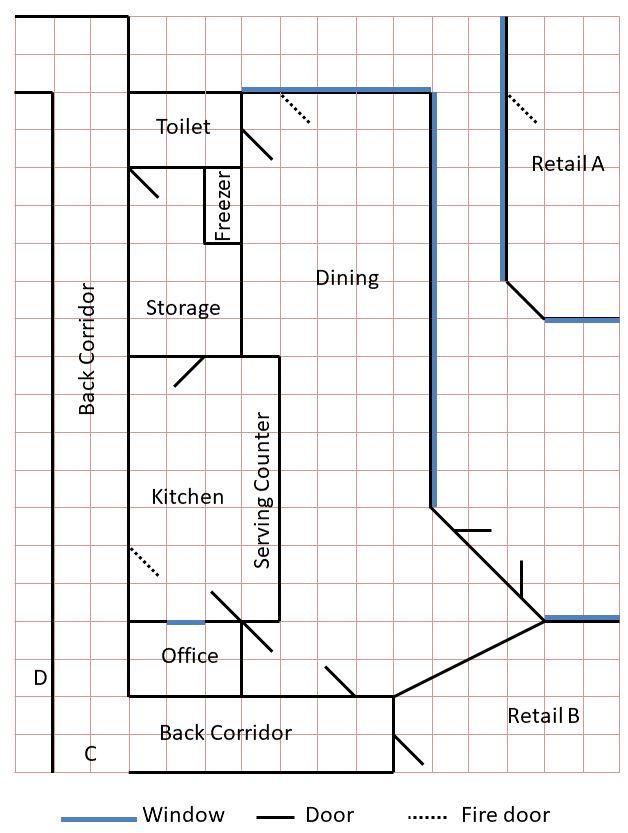 Toilet
Retail A
Freezer
Dining
Storage
Back Corridor
Kitchen
Serving Counter
Office
D
Retail B
Back Corridor
C
Window
Door
Fire door